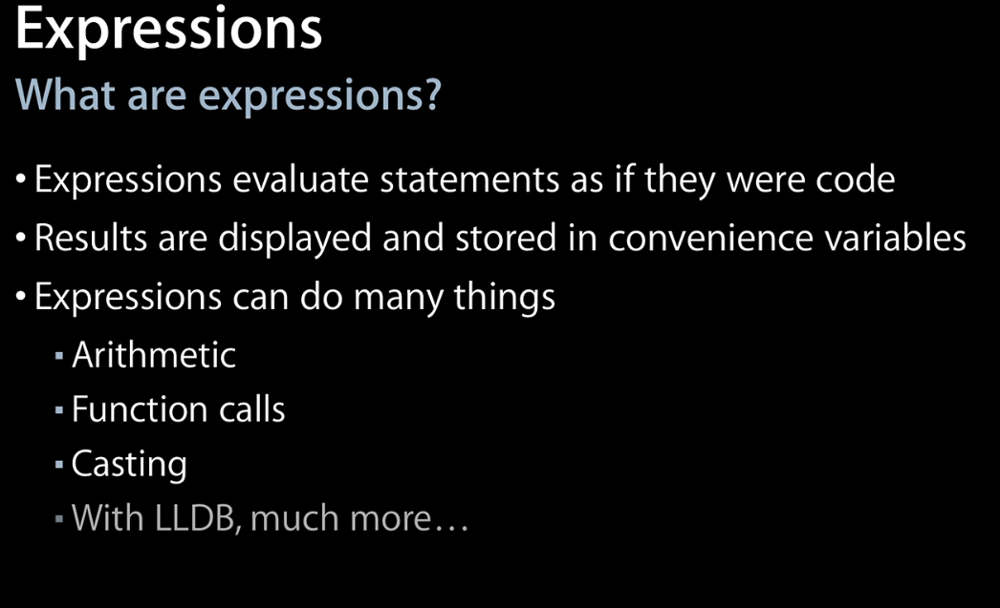 Expressions
What are expressions?
• Expressions evaluate statements as if they were code
• Results are displayed and stored in convenience variables
• Expressions can do many things
▪ Arithmetic
▪ Function calls
▪ Casting
▪ With LLDB, much more…